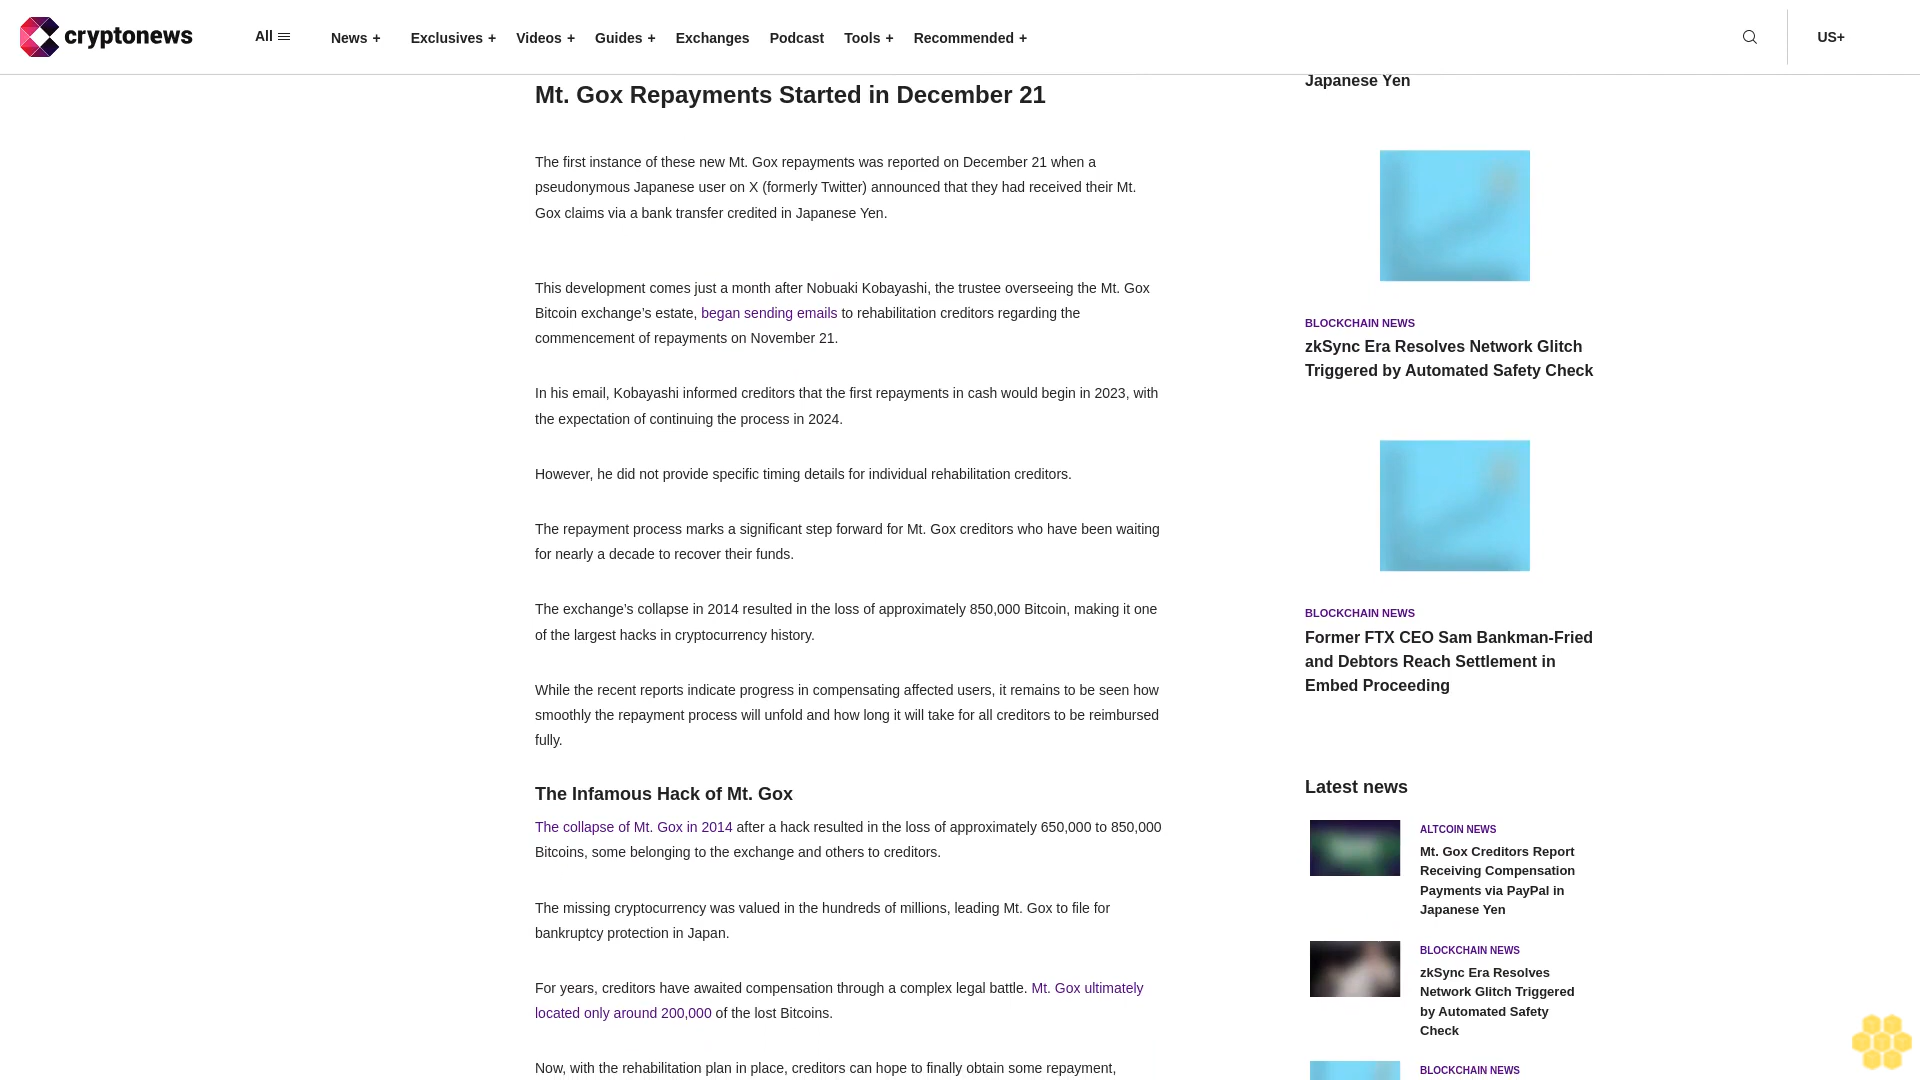 cryptonews
All
News +
Exclusives +
Videos +
Guides +
Exchanges
Podcast
Tools +
Recommended +
US+
Mt. Gox Repayments Started in December 21
The first instance of these new Mt. Gox repayments was reported on December 21 when a
pseudonymous Japanese user on X (formerly Twitter) announced that they had received their Mt.
Gox claims via a bank transfer credited in Japanese Yen.
This development comes just a month after Nobuaki Kobayashi, the trustee overseeing the Mt. Gox
Bitcoin exchange’s estate, began sending emails to rehabilitation creditors regarding the
commencement of repayments on November 21.
In his email, Kobayashi informed creditors that the first repayments in cash would begin in 2023, with
the expectation of continuing the process in 2024.
However, he did not provide specific timing details for individual rehabilitation creditors.
The repayment process marks a significant step forward for Mt. Gox creditors who have been waiting
for nearly a decade to recover their funds.
The exchange’s collapse in 2014 resulted in the loss of approximately 850,000 Bitcoin, making it one
of the largest hacks in cryptocurrency history.
While the recent reports indicate progress in compensating affected users, it remains to be seen how
smoothly the repayment process will unfold and how long it will take for all creditors to be reimbursed
fully.
The Infamous Hack of Mt. Gox
The collapse of Mt. Gox in 2014 after a hack resulted in the loss of approximately 650,000 to 850,000
Bitcoins, some belonging to the exchange and others to creditors.
The missing cryptocurrency was valued in the hundreds of millions, leading Mt. Gox to file for
bankruptcy protection in Japan.
For years, creditors have awaited compensation through a complex legal battle. Mt. Gox ultimately
located only around 200,000 of the lost Bitcoins.
Now, with the rehabilitation plan in place, creditors can hope to finally obtain some repayment,
Japanese Yen
BLOCKCHAIN NEWS
zkSync Era Resolves Network Glitch
Triggered by Automated Safety Check
BLOCKCHAIN NEWS
Former FTX CEO Sam Bankman-Fried
and Debtors Reach Settlement in
Embed Proceeding
Latest news
ALTCOIN NEWS
Mt. Gox Creditors Report
Receiving Compensation
Payments via PayPal in
Japanese Yen
BLOCKCHAIN NEWS
zkSync Era Resolves
Network Glitch Triggered
by Automated Safety
Check
BLOCKCHAIN NEWS